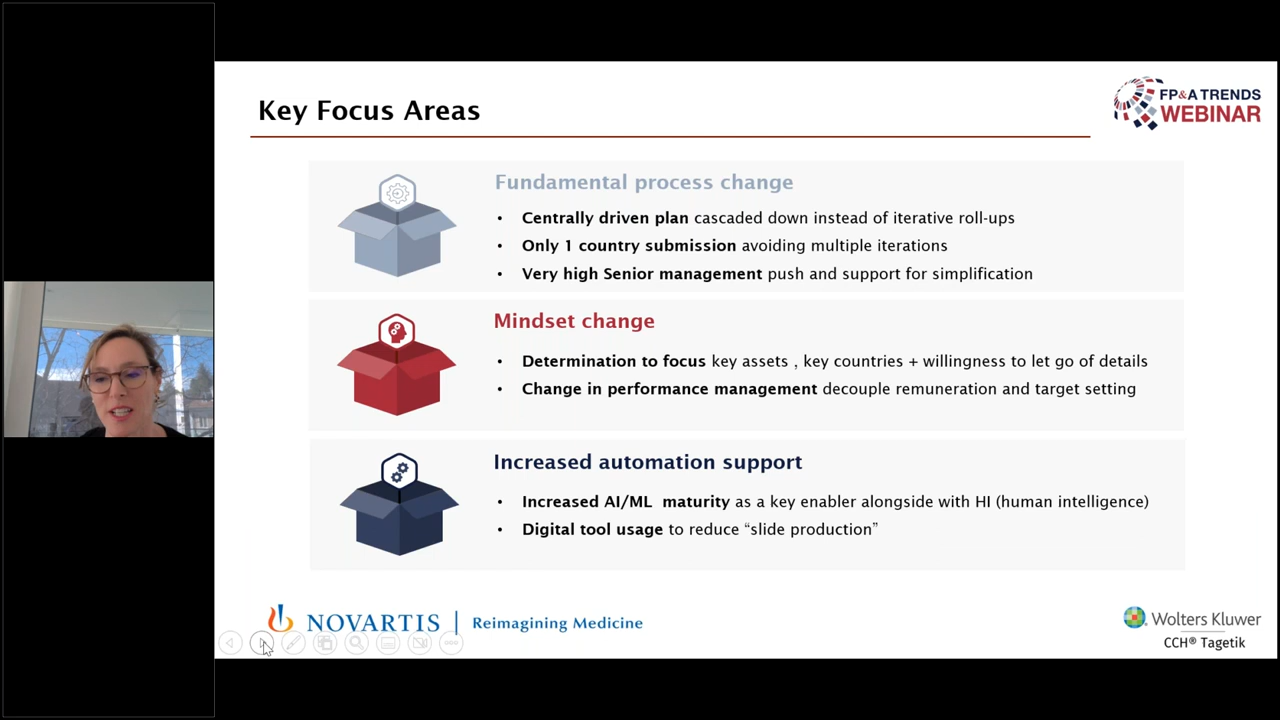 Key Focus Areas
FP&A TRENDS
WEBINAR
Fundamental process change
• Centrally driven plan cascaded down instead of iterative roll-ups
• Only 1 country submission avoiding multiple iterations
• Very high Senior management push and support for simplification
Mindset change
• Determination to focus key assets , key countries + willingness to let go of details
• Change in performance management decouple remuneration and target setting
Increased automation support
• Increased AI/ML  maturity as a key enabler alongside with HI (human intelligence)
• Digital tool usage to reduce “slide production”
NOVARTIS | Reimagining Medicine
Wolters Kluwer
CCH® Tagetik